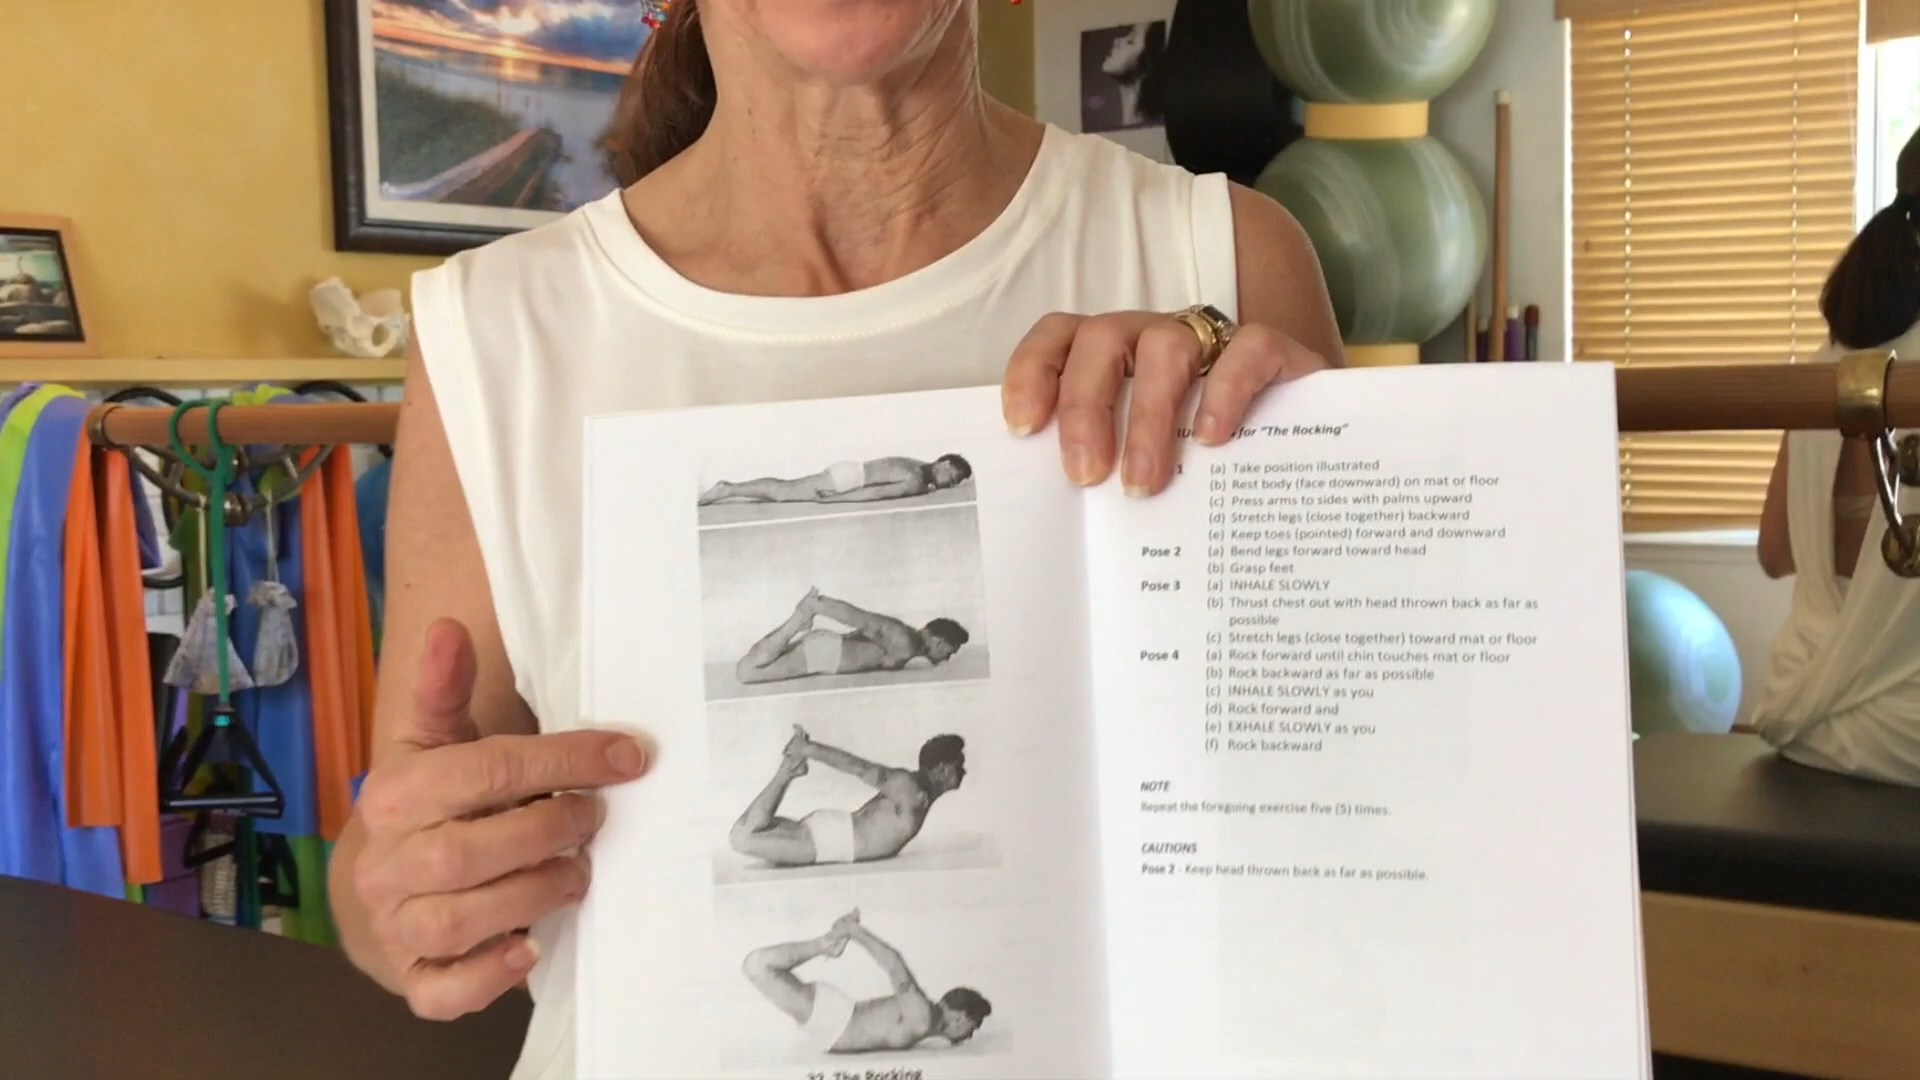 22. The Rocking
for "The Rocking"
1 (a) Take position illustrated
(b) Rest body (face downward) on mat or floor
(c) Press arms to sides with palms upward
(d) Stretch legs (close together) backward
(e) Keep toes (pointed) forward and downward
Pose 2 (a) Bend legs forward toward head
(b) Grasp feet
Pose 3 (a) INHALE SLOWLY
(b) Thrust chest out with head thrown back as far as
possible
(c) Stretch legs (close together) toward mat or floor
Pose 4 (a) Rock forward until chin touches mat or floor
(b) Rock backward as far as possible
(c) INHALE SLOWLY as you
(d) Rock forward and
(e) EXHALE SLOWLY as you
(f) Rock backward
NOTE
Repeat the foregoing exercise five (5) times.
CAUTIONS
Pose 2 - Keep head thrown back as far as possible.